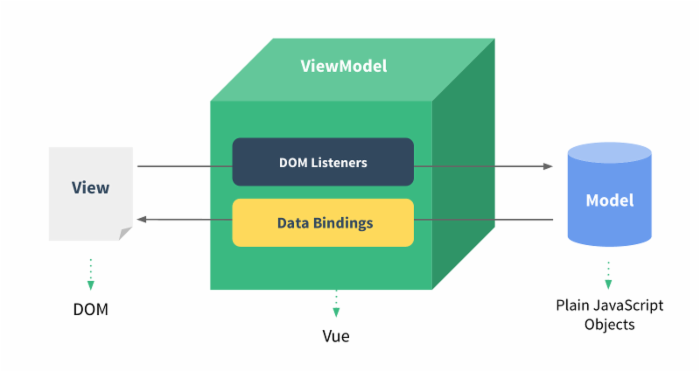 ViewModel
DOM Listeners
View
Data Bindings
Model
DOM
Vue
Plain JavaScript
Objects